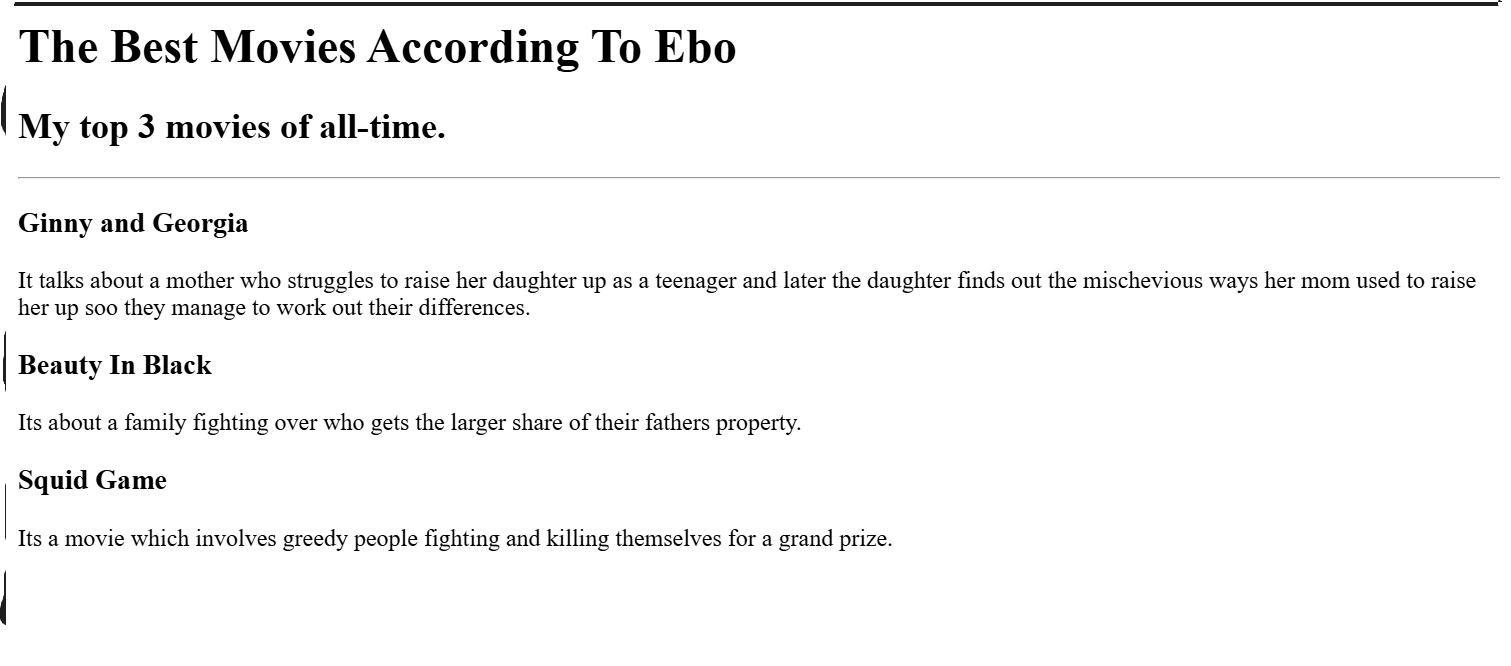 The Best Movies According To Ebo
My top 3 movies of all-time.
Ginny and Georgia
It talks about a mother who struggles to raise her daughter up as a teenager and later the daughter finds out the mischevious ways her mom used to raise
her up soo they manage to work out their differences.
Beauty In Black
Its about a family fighting over who gets the larger share of their fathers property.
Squid Game
Its a movie which involves greedy people fighting and killing themselves for a grand prize.